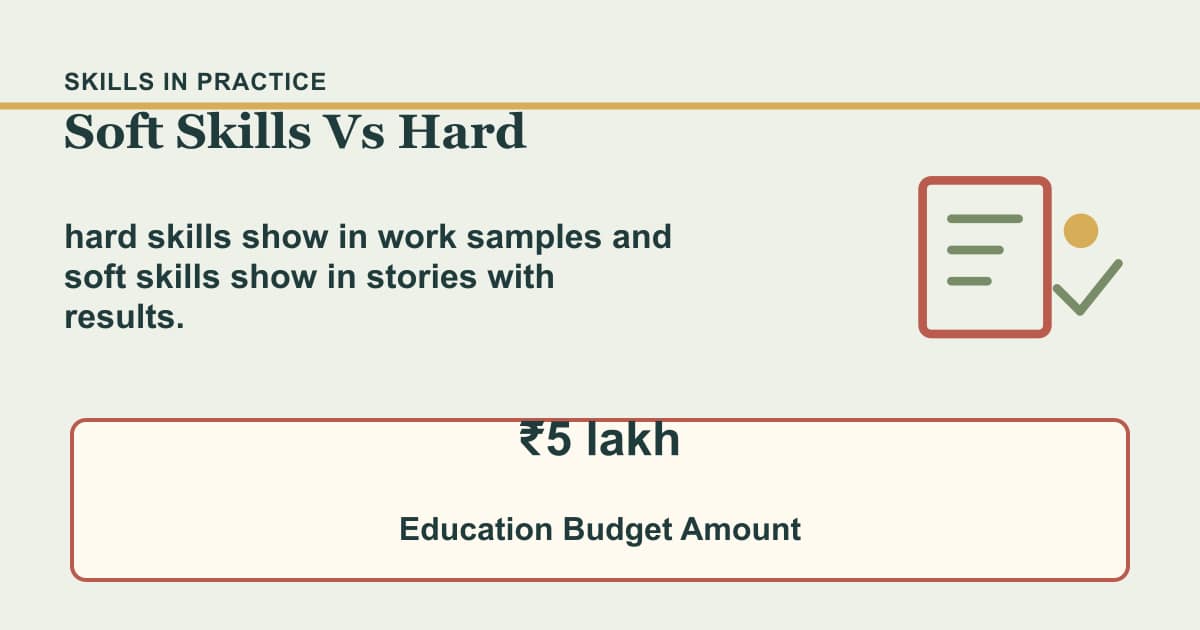 SKILLS IN PRACTICE
Soft Skills Vs Hard
hard skills show in work samples and
soft skills show in stories with
results.
₹5 lakh
Education Budget Amount